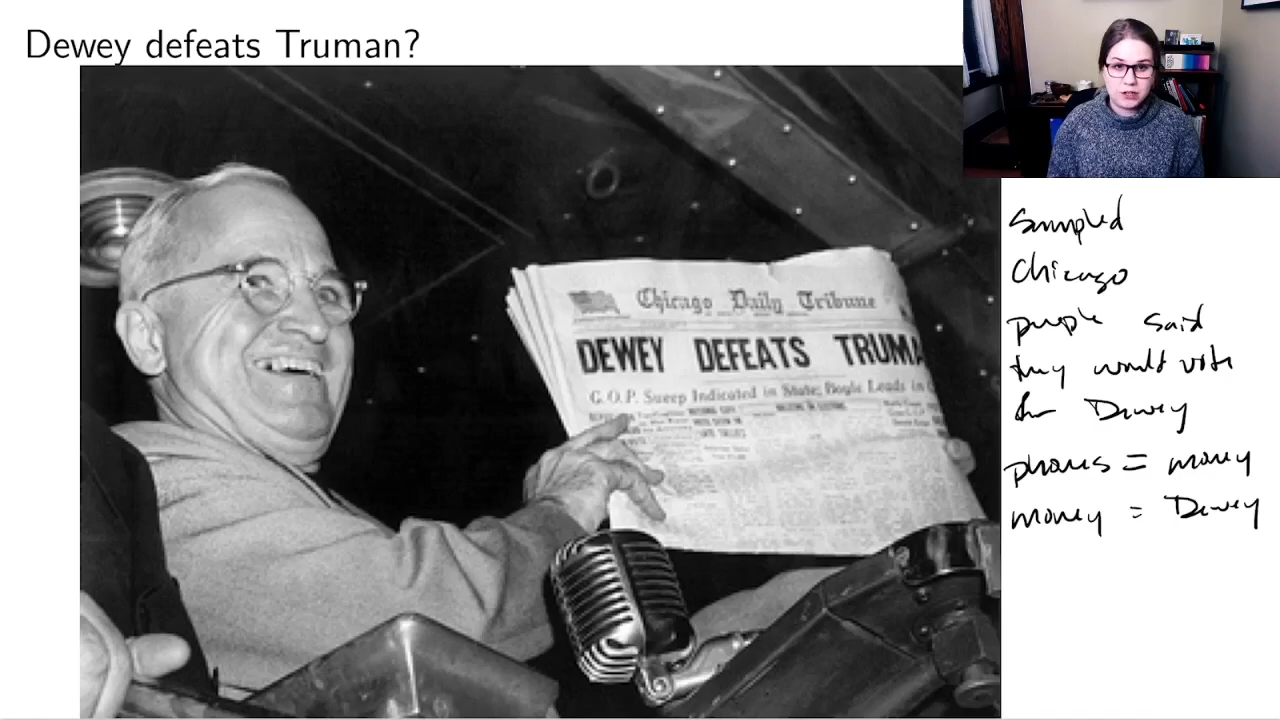 Dewey defeats Truman?
Chicago Daily Tribune
DEWEY DEFEATS TRUMA
G.O.P. Sweep Indicated in State; Boyle Leads in
sampled
Chicago
people said
they would vote
for Dewey
phones = money
money = Dewey